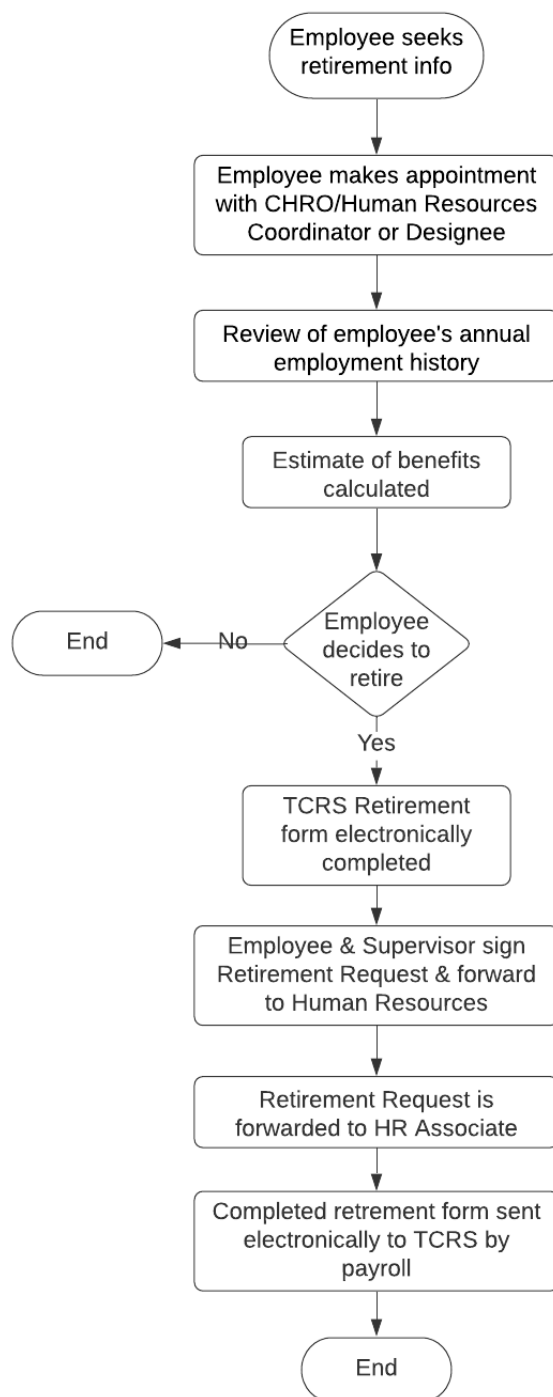 Employee seeks
retirement info
Employee makes appointment
with CHRO/Human Resources
Coordinator or Designee
Review of employee's annual
employment history
Estimate of benefits
calculated
Employee
decides to
retire
No
End
Yes
TCRS Retirement
form electronically
completed
Employee & Supervisor sign
Retirement Request & forward
to Human Resources
Retirement Request is
forwarded to HR Associate
Completed retrement form sent
electronically to TCRS by
payroll
End